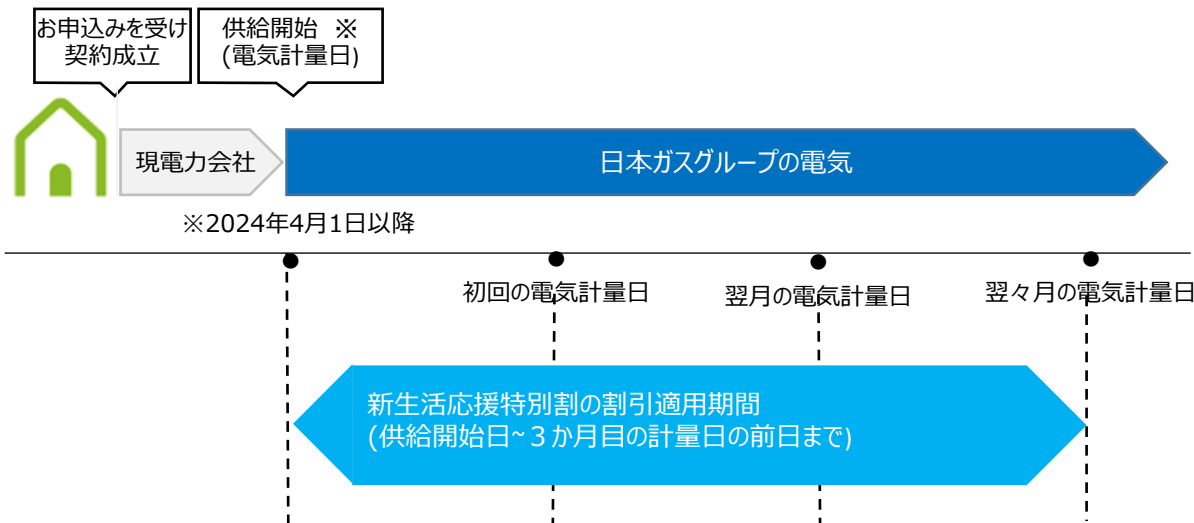 お申込みを受け
契約成立
供給開始 ※
(電気計量日)
現電力会社
日本ガスグループの電気
※2024年4月1日以降
初回の電気計量日
翌月の電気計量日
翌々月の電気計量日
新生活応援特別割の割引適用期間
(供給開始日~３か月目の計量日の前日まで)